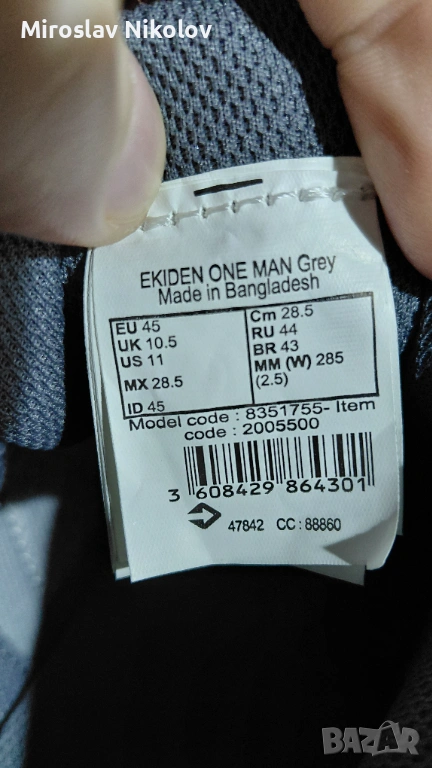 Miroslav Nikolov
EKIDEN ONE MAN Grey
Made in Bangladesh
EU 45
UK 10.5
US 11
MX 28.5
ID 45
Cm 28.5
RU 44
BR 43
MM (W) 285
(2.5)
Model code : 8351755- Item
code : 2005500
3 608429 864301
47842 CC : 88860
BAZAR